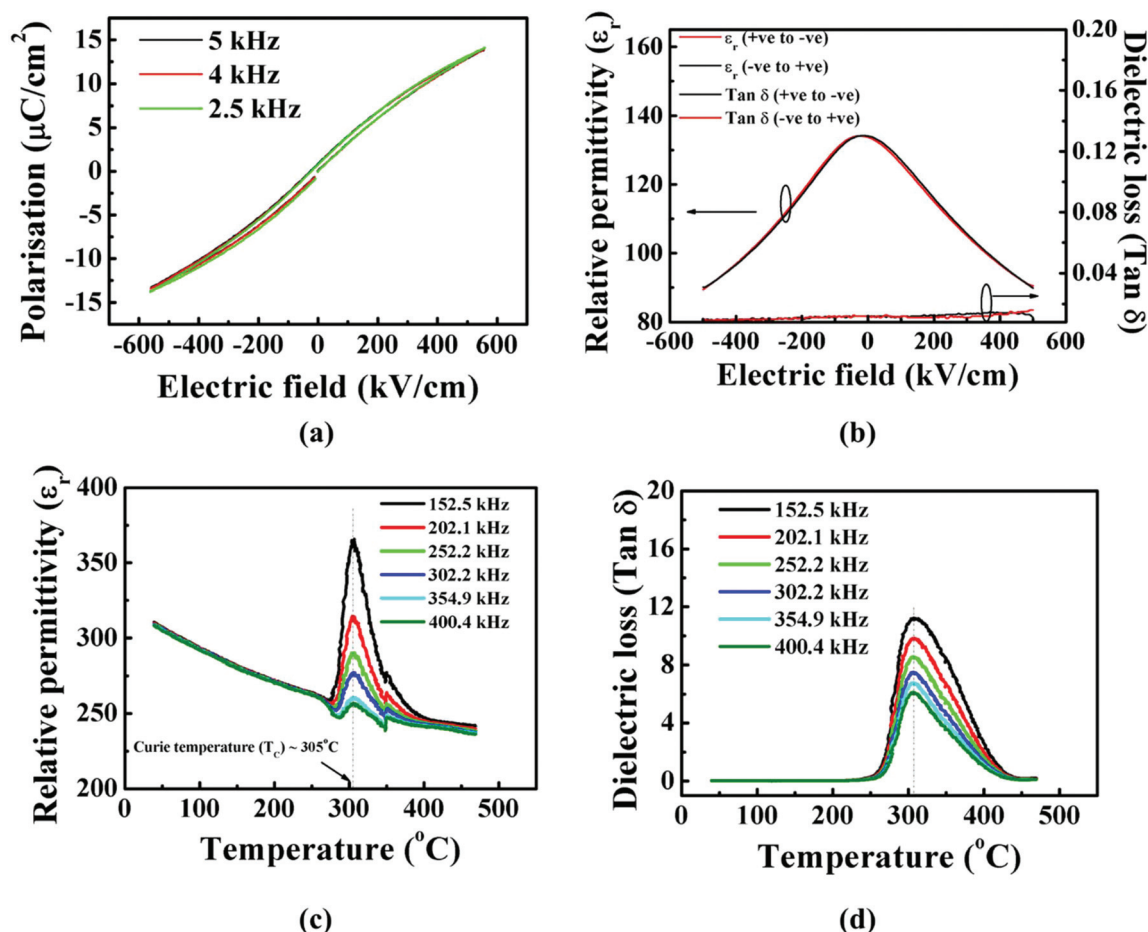 5 kHz
4 kHz
2.5 kHz
15
10
5
0
-5
-10
-15
-600 -400 -200 0 200 400 600
Polarisation (μC/cm²)
Electric field (kV/cm)
(a)
εr (+ve to -ve)
εr (-ve to +ve)
Tan δ (+ve to -ve)
Tan δ (-ve to +ve)
160
150
140
130
120
110
100
90
80
0.20
0.16
0.12
0.08
0.04
0.00
-600 -400 -200 0 200 400 600
Relative permittivity (εr)
Dielectric loss (Tan δ)
Electric field (kV/cm)
(b)
152.5 kHz
202.1 kHz
252.2 kHz
302.2 kHz
354.9 kHz
400.4 kHz
400
350
300
250
200
Curie temperature (TC) ~ 305°C
0 100 200 300 400 500
Relative permittivity (εr)
Temperature (°C)
(c)
152.5 kHz
202.1 kHz
252.2 kHz
302.2 kHz
354.9 kHz
400.4 kHz
20
16
12
8
4
0
0 100 200 300 400 500
Dielectric loss (Tan δ)
Temperature (°C)
(d)